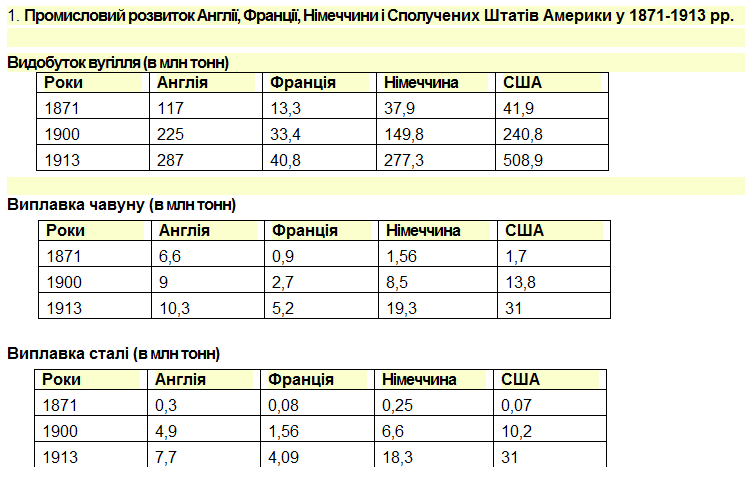 1. Промисловий розвиток Англії, Франції, Німеччини і Сполучених Штатів Америки у 1871-1913 рр.
Видобуток вугілля (в млн тонн)
Роки Англія Франція Німеччина США
1871 117 13,3 37,9 41,9
1900 225 33,4 149,8 240,8
1913 287 40,8 277,3 508,9
Виплавка чавуну (в млн тонн)
Роки Англія Франція Німеччина США
1871 6,6 0,9 1,56 1,7
1900 9 2,7 8,5 13,8
1913 10,3 5,2 19,3 31
Виплавка сталі (в млн тонн)
Роки Англія Франція Німеччина США
1871 0,3 0,08 0,25 0,07
1900 4,9 1,56 6,6 10,2
1913 7,7 4,09 18,3 31